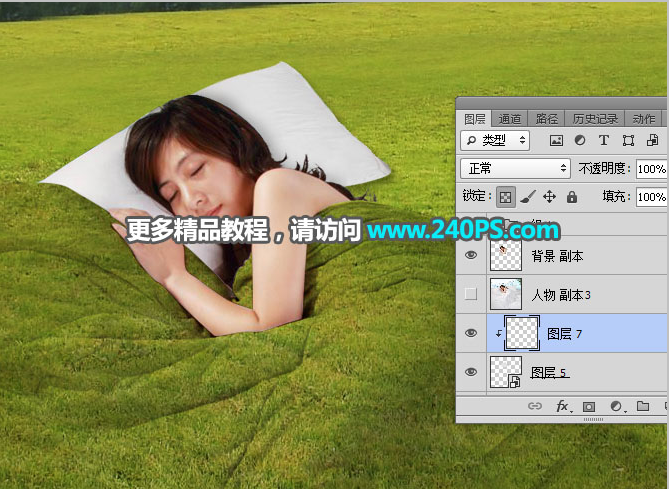 更多精品教程，请访问 www.240PS.com
图层 通道 路径 历史记录 动作
类型
正常 不透明度: 100%
锁定: 填充: 100%
背景 副本
人物 副本3
图层 7
图层 5
fx